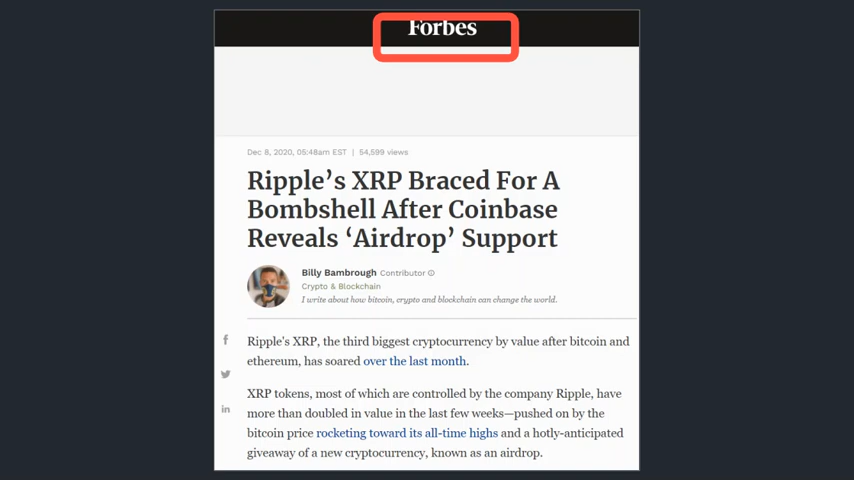 Forbes
Dec 8, 2020, 05:48am EST | 54,599 views
Ripple's XRP Braced For A
Bombshell After Coinbase
Reveals ‘Airdrop’ Support
Billy Bambrough Contributor
Crypto & Blockchain
I write about how bitcoin, crypto and blockchain can change the world.
Ripple's XRP, the third biggest cryptocurrency by value after bitcoin and
ethereum, has soared over the last month.
XRP tokens, most of which are controlled by the company Ripple, have
more than doubled in value in the last few weeks—pushed on by the
bitcoin price rocketing toward its all-time highs and a hotly-anticipated
giveaway of a new cryptocurrency, known as an airdrop.